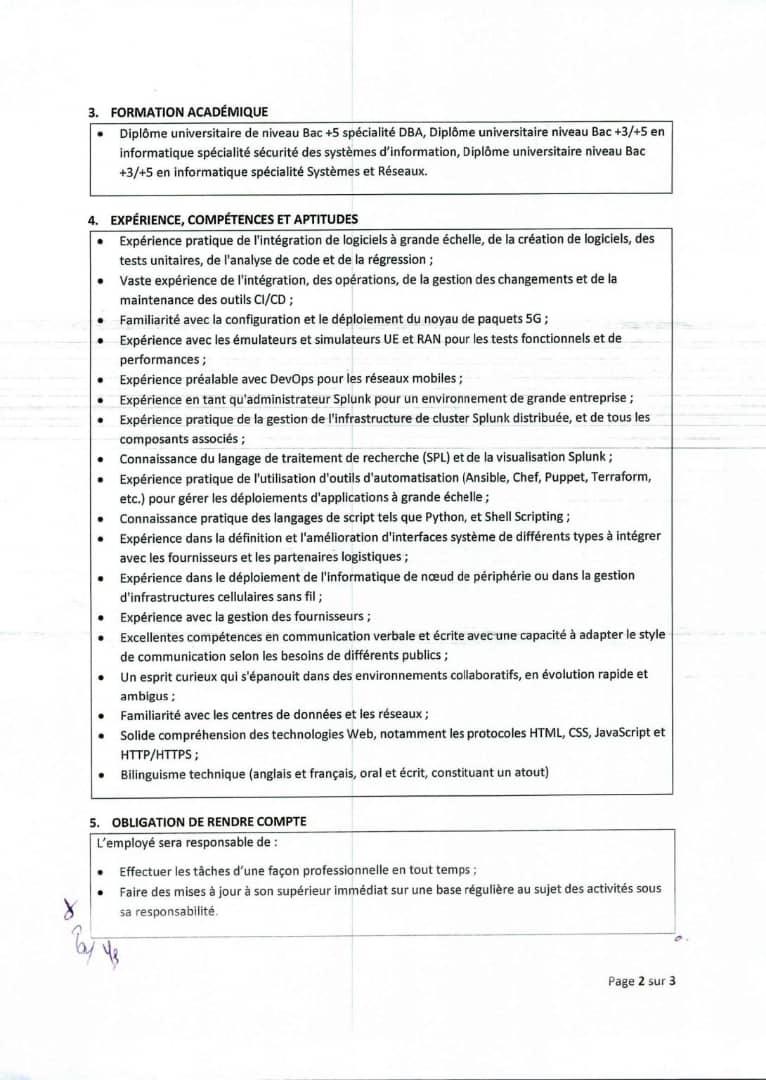 3. FORMATION ACADÉMIQUE
• Diplôme universitaire de niveau Bac +5 spécialité DBA, Diplôme universitaire niveau Bac +3/+5 en
informatique spécialité sécurité des systèmes d'information, Diplôme universitaire niveau Bac
+3/+5 en informatique spécialité Systèmes et Réseaux.
4. EXPÉRIENCE, COMPÉTENCES ET APTITUDES
• Expérience pratique de l'intégration de logiciels à grande échelle, de la création de logiciels, des
tests unitaires, de l'analyse de code et de la régression ;
• Vaste expérience de l'intégration, des opérations, de la gestion des changements et de la
maintenance des outils CI/CD ;
• Familiarité avec la configuration et le déploiement du noyau de paquets 5G ;
• Expérience avec les émulateurs et simulateurs UE et RAN pour les tests fonctionnels et de
performances ;
• Expérience préalable avec DevOps pour les réseaux mobiles ;
• Expérience en tant qu'administrateur Splunk pour un environnement de grande entreprise ;
• Expérience pratique de la gestion de l'infrastructure de cluster Splunk distribuée, et de tous les
composants associés ;
• Connaissance du langage de traitement de recherche (SPL) et de la visualisation Splunk ;
• Expérience pratique de l'utilisation d'outils d'automatisation (Ansible, Chef, Puppet, Terraform,
etc.) pour gérer les déploiements d'applications à grande échelle ;
• Connaissance pratique des langages de script tels que Python, et Shell Scripting ;
• Expérience dans la définition et l'amélioration d'interfaces système de différents types à intégrer
avec les fournisseurs et les partenaires logistiques ;
• Expérience dans le déploiement de l'informatique de nœud de périphérie ou dans la gestion
d'infrastructures cellulaires sans fil ;
• Expérience avec la gestion des fournisseurs ;
• Excellentes compétences en communication verbale et écrite avec une capacité à adapter le style
de communication selon les besoins de différents publics ;
• Un esprit curieux qui s'épanouit dans des environnements collaboratifs, en évolution rapide et
ambigus ;
• Familiarité avec les centres de données et les réseaux ;
• Solide compréhension des technologies Web, notamment les protocoles HTML, CSS, JavaScript et
HTTP/HTTPS ;
• Bilinguisme technique (anglais et français, oral et écrit, constituant un atout)
5. OBLIGATION DE RENDRE COMPTE
L'employé sera responsable de :
• Effectuer les tâches d'une façon professionnelle en tout temps ;
• Faire des mises à jour à son supérieur immédiat sur une base régulière au sujet des activités sous
sa responsabilité.
Page 2 sur 3